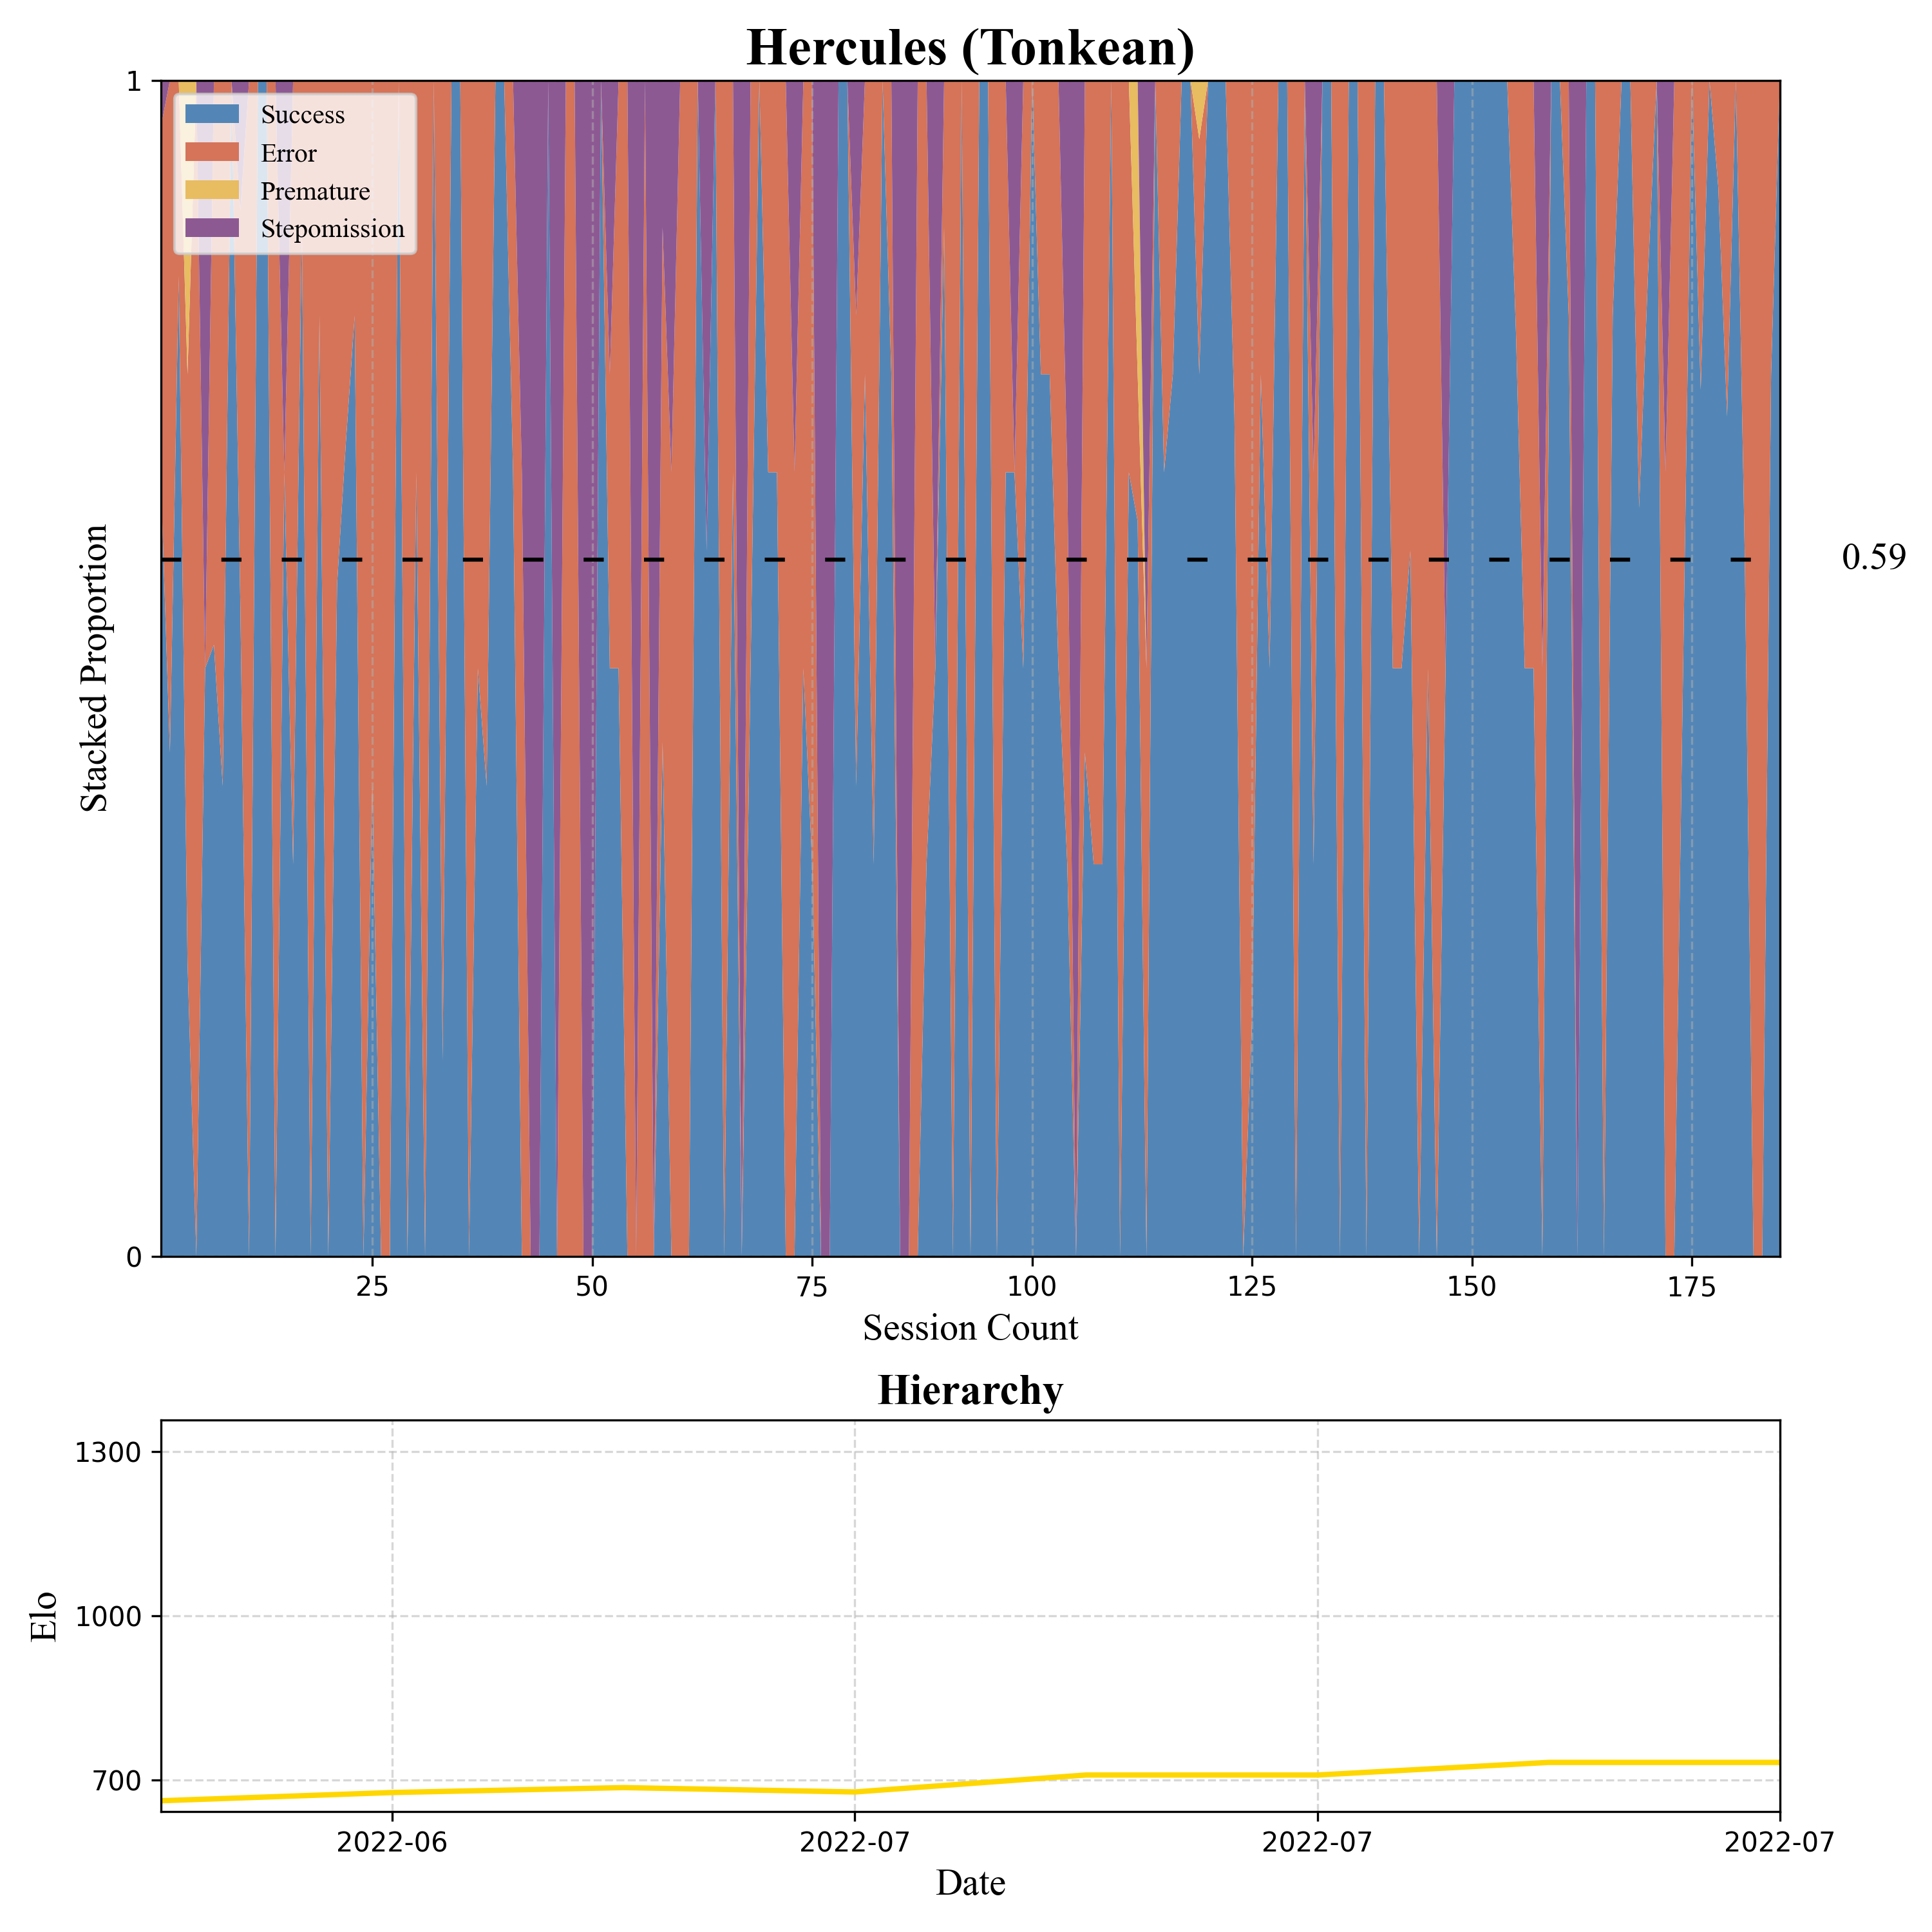 Hercules (Tonkean)
1
Success
Error
Premature
Stepomission
Stacked Proportion
0.59
0
25 50 75 100 125 150 175
Session Count
Hierarchy
1300
1000
700
Elo
2022-06 2022-07 2022-07 2022-07
Date